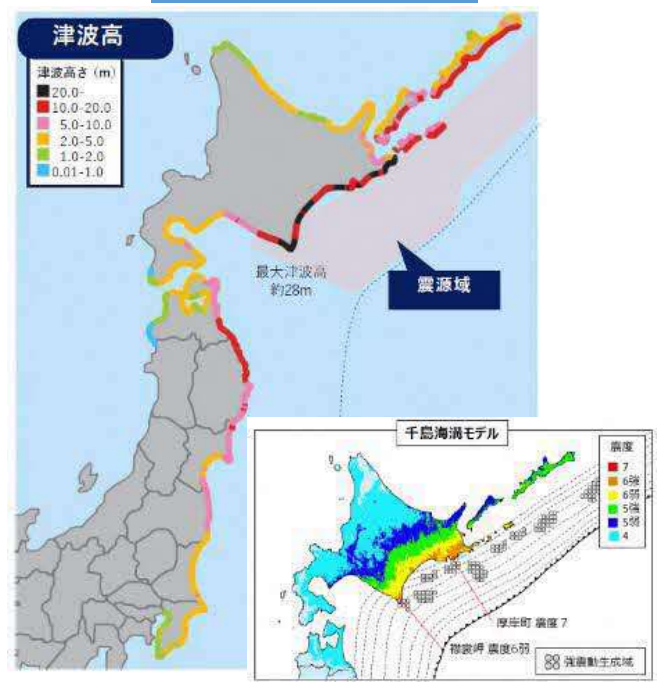 津波高
津波高さ（m）
20.0-
10.0-20.0
5.0-10.0
2.0-5.0
1.0-2.0
0.01-1.0
最大津波高
約28m
震源域
千島海溝モデル
震度
7
6強
6弱
5強
5弱
4
厚岸町 震度7
襟裳岬 震度6弱
強震動生成域